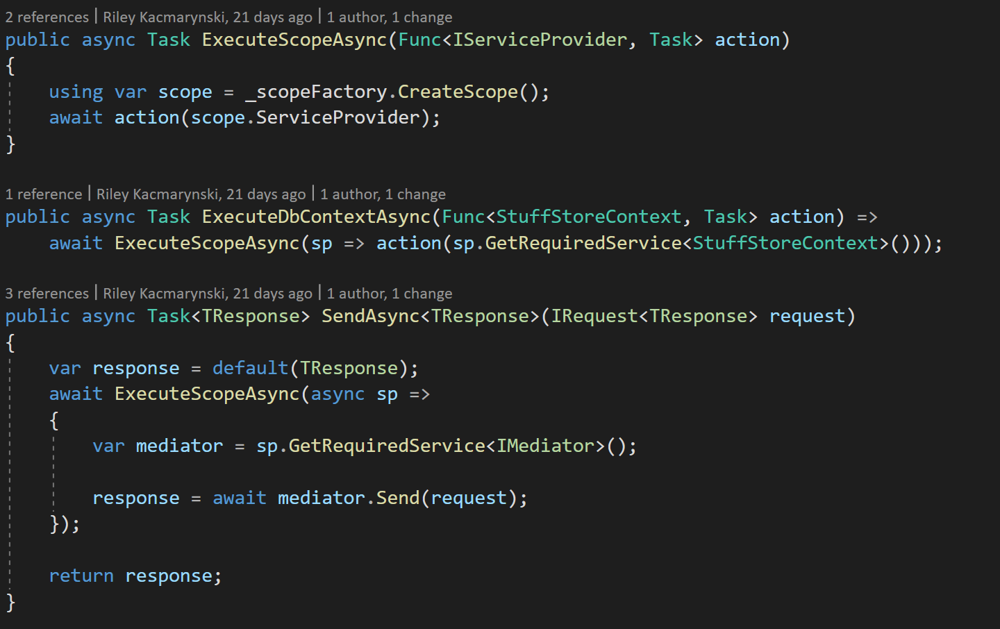 2 references | Riley Kacmarynski, 21 days ago | 1 author, 1 change
public async Task ExecuteScopeAsync(Func<IServiceProvider, Task> action)
{
    using var scope = _scopeFactory.CreateScope();
    await action(scope.ServiceProvider);
}
1 reference | Riley Kacmarynski, 21 days ago | 1 author, 1 change
public async Task ExecuteDbContextAsync(Func<StuffStoreContext, Task> action) =>
    await ExecuteScopeAsync(sp => action(sp.GetRequiredService<StuffStoreContext>()));
3 references | Riley Kacmarynski, 21 days ago | 1 author, 1 change
public async Task<TResponse> SendAsync<TResponse>(IRequest<TResponse> request)
{
    var response = default(TResponse);
    await ExecuteScopeAsync(async sp =>
    {
        var mediator = sp.GetRequiredService<IMediator>();
        response = await mediator.Send(request);
    });
    return response;
}